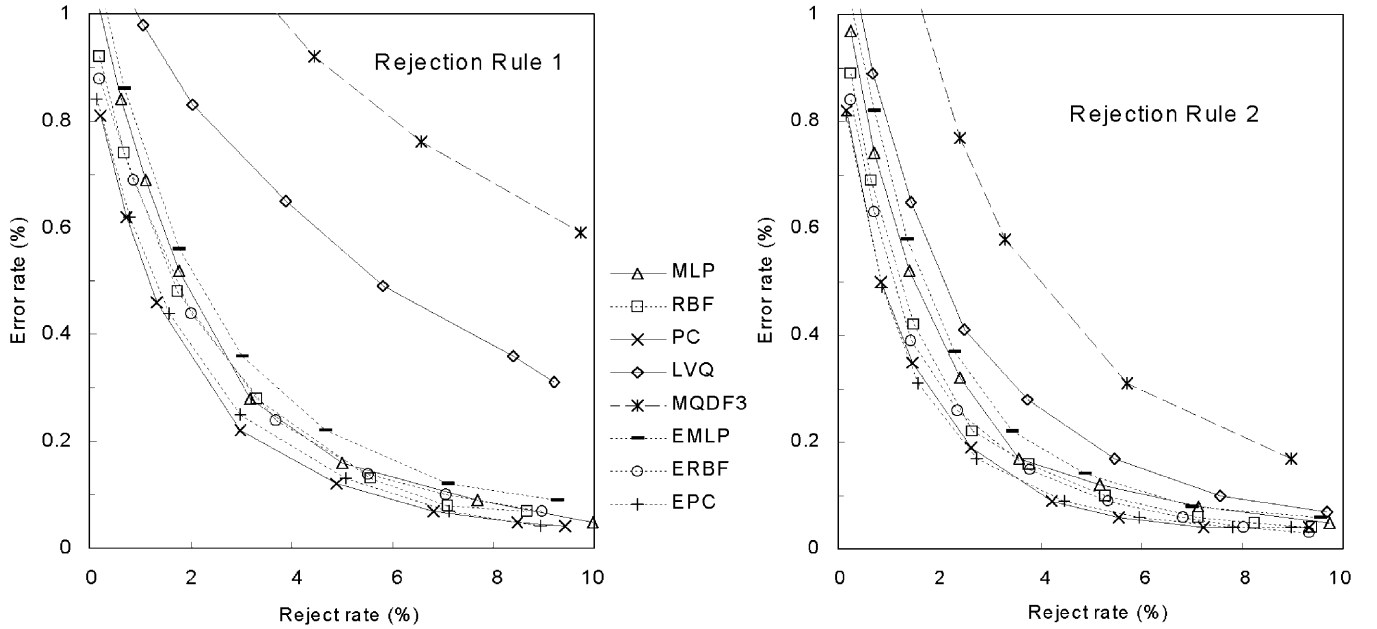 1
0.8
0.6
0.4
0.2
0
Error rate (%)
0 2 4 6 8 10
Reject rate (%)
Rejection Rule 1
MLP
RBF
PC
LVQ
MQDF3
EMLP
ERBF
EPC
1
0.8
0.6
0.4
0.2
0
Error rate (%)
0 2 4 6 8 10
Reject rate (%)
Rejection Rule 2